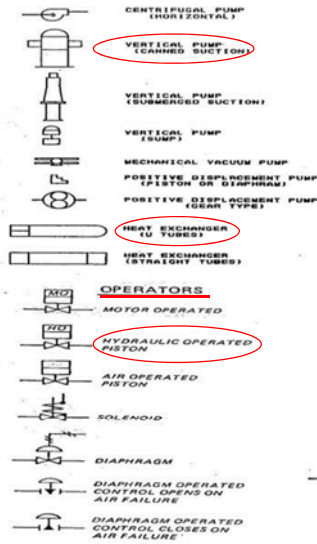 CENTRIFUGAL PUMP
(HORIZONTAL)
VERTICAL PUMP
(CANNED SUCTION)
VERTICAL PUMP
(SUBMERGED SUCTION)
VERTICAL PUMP
(SUMP)
MECHANICAL VACUUM PUMP
POSITIVE DISPLACEMENT PUMP
(PISTON OR DIAPHRAM)
POSITIVE DISPLACEMENT PUMP
(GEAR TYPE)
HEAT EXCHANGER
(U TUBES)
HEAT EXCHANGER
(STRAIGHT TUBES)
OPERATORS
MO
MOTOR OPERATED
HO
HYDRAULIC OPERATED
PISTON
AIR OPERATED
PISTON
SOLENOID
DIAPHRAGM
DIAPHRAGM OPERATED
CONTROL OPENS ON
AIR FAILURE
DIAPHRAGM OPERATED
CONTROL CLOSES ON
AIR FAILURE